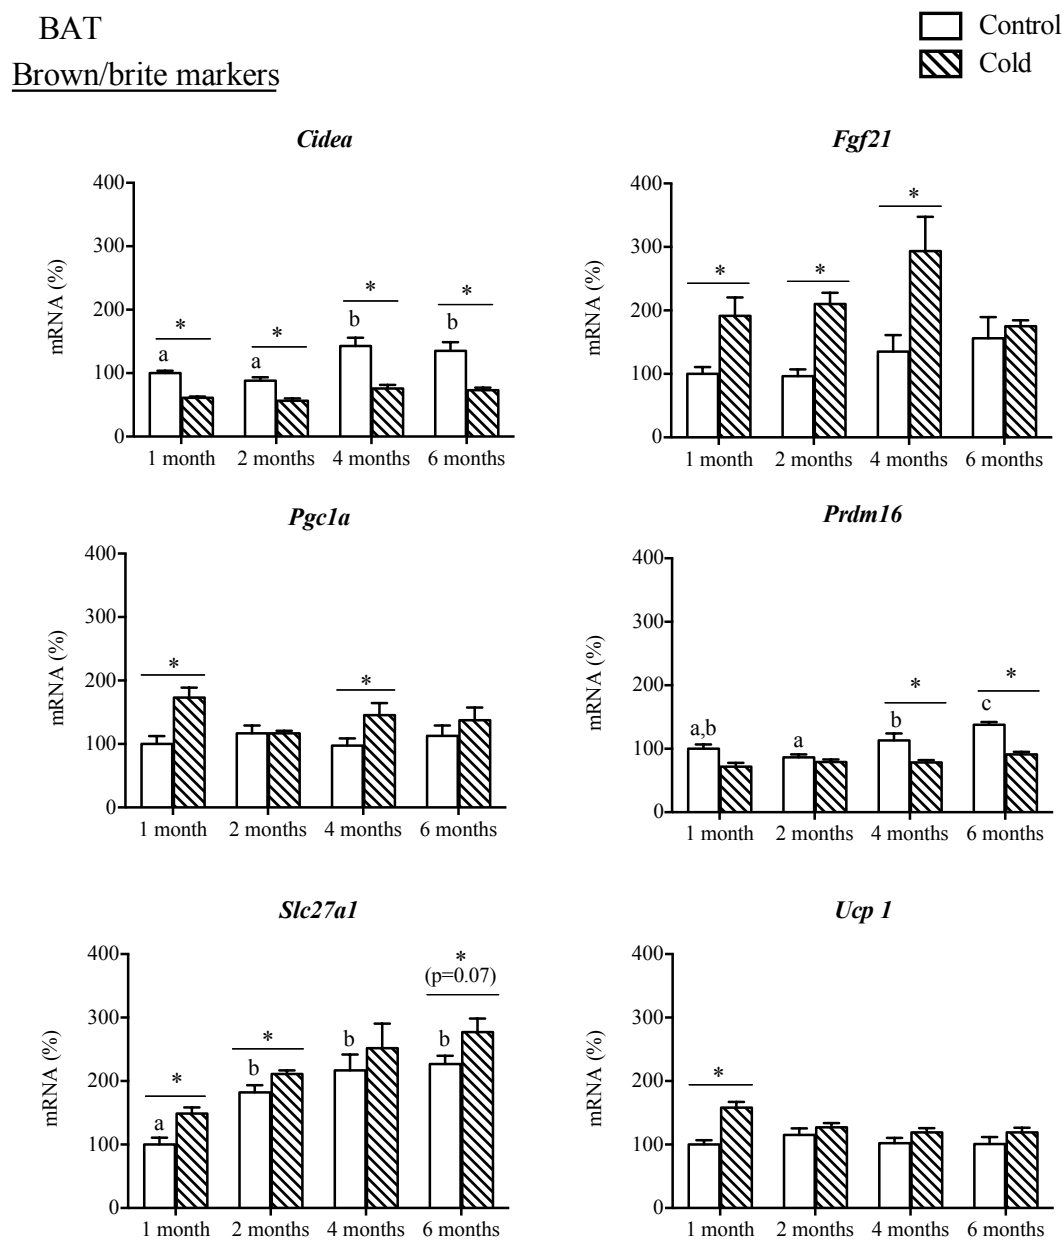 BAT
Brown/brite markers
Control
Cold
Cidea
mRNA (%)
400
300
200
100
0
a
*
a
*
b
*
b
*
1 month 2 months 4 months 6 months
Fgf21
mRNA (%)
400
300
200
100
0
*
*
*
1 month 2 months 4 months 6 months
Pgc1a
mRNA (%)
400
300
200
100
0
*
*
1 month 2 months 4 months 6 months
Prdm16
mRNA (%)
400
300
200
100
0
a,b
a
b
*
c
*
1 month 2 months 4 months 6 months
Slc27a1
mRNA (%)
400
300
200
100
0
a
*
b
*
b
b
*
(p=0.07)
1 month 2 months 4 months 6 months
Ucp 1
mRNA (%)
400
300
200
100
0
*
1 month 2 months 4 months 6 months